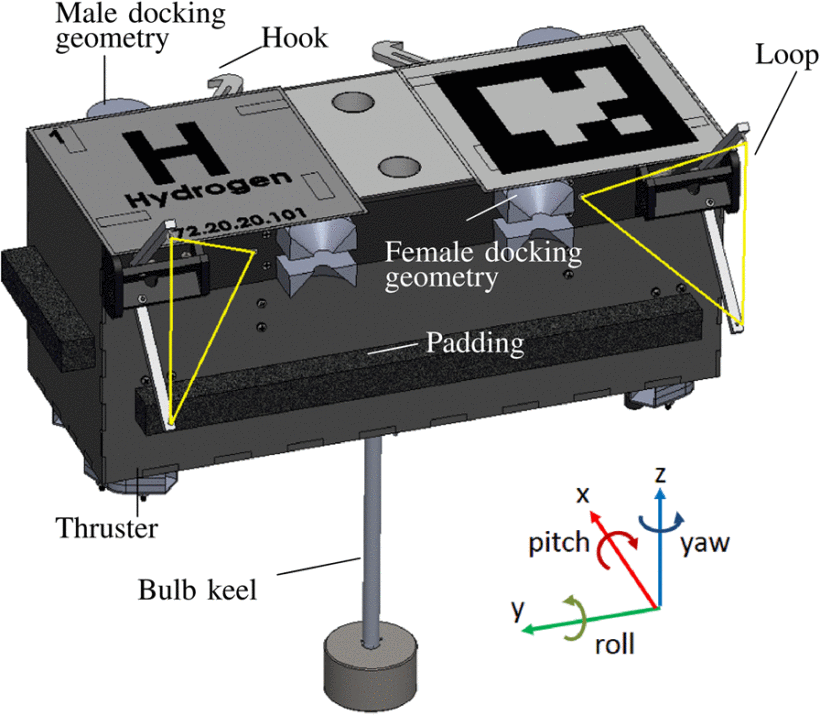 Male docking
geometry
Hook
Loop
1
H
Hydrogen
72.20.20.101
Female docking
geometry
Padding
Thruster
Bulb keel
x
z
pitch
yaw
y
roll